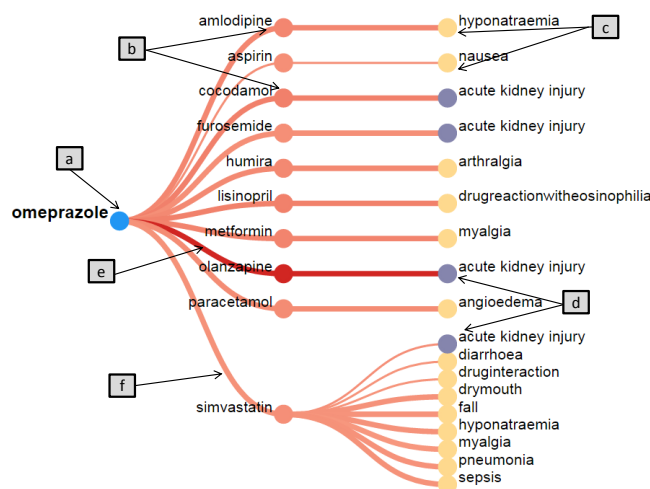 amlodipine
hyponatraemia
c
b
aspirin
nausea
cocodamol
acute kidney injury
furosemide
acute kidney injury
a
humira
arthralgia
lisinopril
drugreactionwitheosinophilia
omeprazole
metformin
myalgia
e
olanzapine
acute kidney injury
d
paracetamol
angioedema
acute kidney injury
diarrhoea
druginteraction
f
drymouth
simvastatin
fall
hyponatraemia
myalgia
pneumonia
sepsis